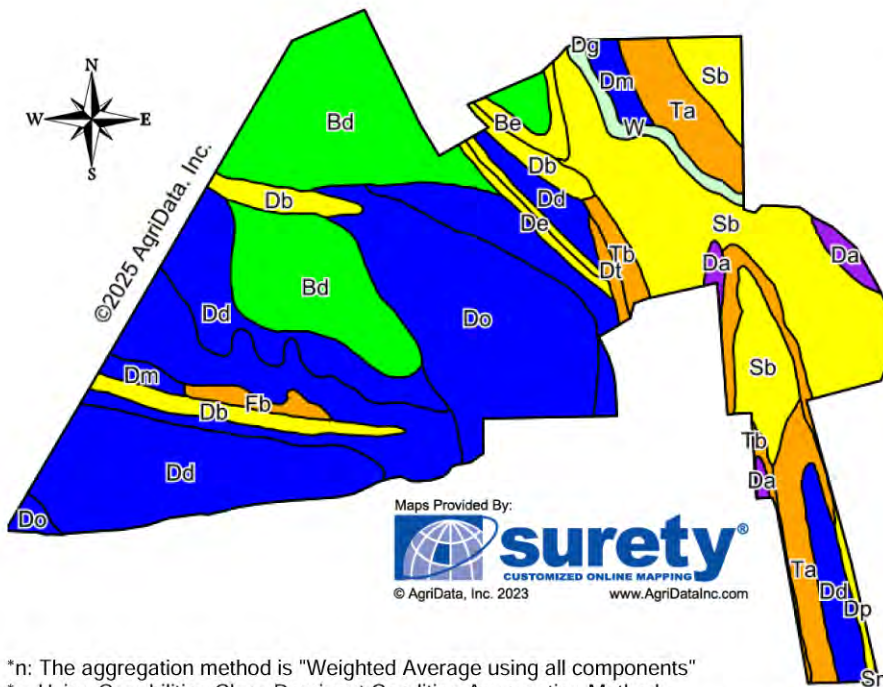 N
W E
S
©2025 AgriData, Inc.
Dg
Dm
Sb
Ta
W
Bd
Be
Db
Dd
De
Db
Sb
Da
Da
Tb
Dt
Bd
Dd
Do
Sb
Dm
Fb
Db
Tb
Dd
Da
Do
Maps Provided By:
surety®
CUSTOMIZED ONLINE MAPPING
© AgriData, Inc. 2023 www.AgriDataInc.com
Ta
Dd
Dp
*n: The aggregation method is "Weighted Average using all components"